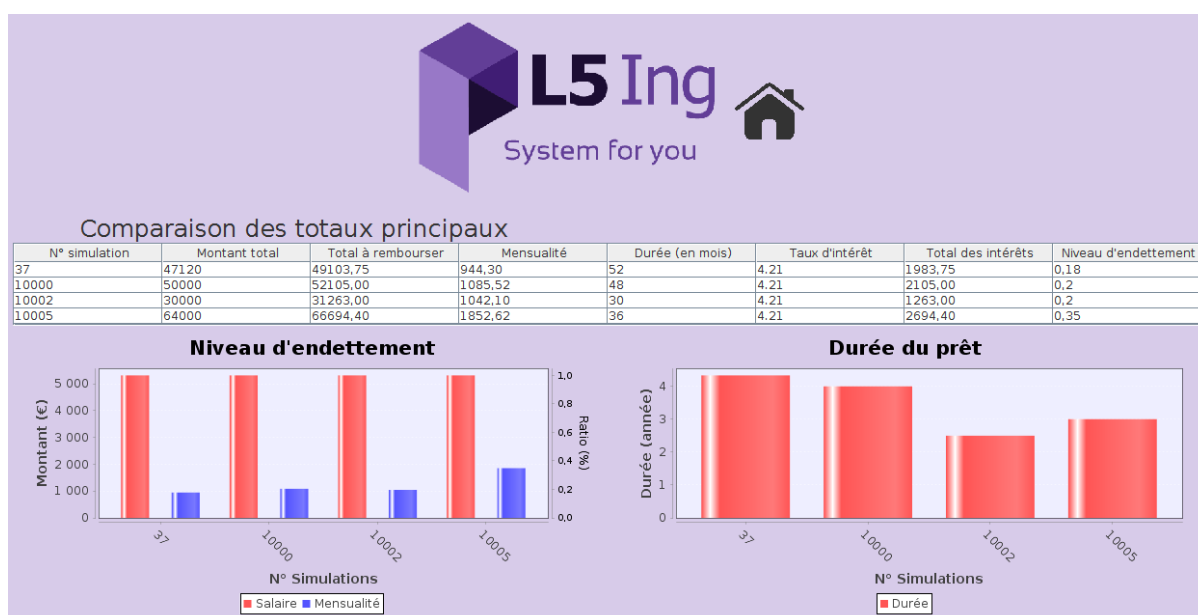 L5 Ing
System for you
Comparaison des totaux principaux
N° simulation Montant total Total à rembourser Mensualité Durée (en mois) Taux d'intérêt Total des intérêts Niveau d'endettement
37 47120 49103,75 944,30 52 4.21 1983,75 0,18
10000 50000 52105,00 1085,52 48 4.21 2105,00 0,2
10002 30000 31263,00 1042,10 30 4.21 1263,00 0,2
10005 64000 66694,40 1852,62 36 4.21 2694,40 0,35
Niveau d'endettement
Montant (€)
5 000
4 000
3 000
2 000
1 000
0
1,0
0,8
0,6
0,4
0,2
0,0
Ratio (%)
37 10000 10002 10005
N° Simulations
Salaire Mensualité
Durée du prêt
Durée (année)
4
3
2
1
0
37 10000 10002 10005
N° Simulations
Durée